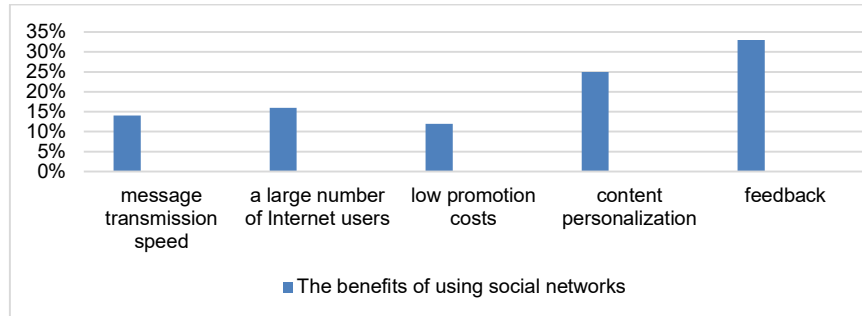 35%
30%
25%
20%
15%
10%
5%
0%
message
transmission
speed
a large number
of Internet users
low promotion
costs
content
personalization
feedback
The benefits of using social networks